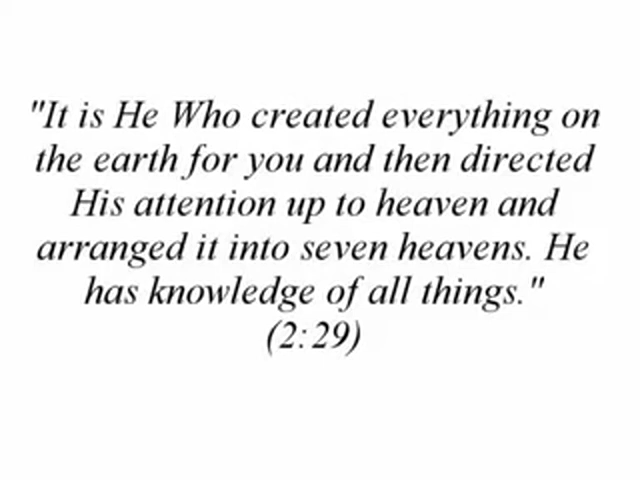 "It is He Who created everything on
the earth for you and then directed
His attention up to heaven and
arranged it into seven heavens. He
has knowledge of all things."
(2:29)